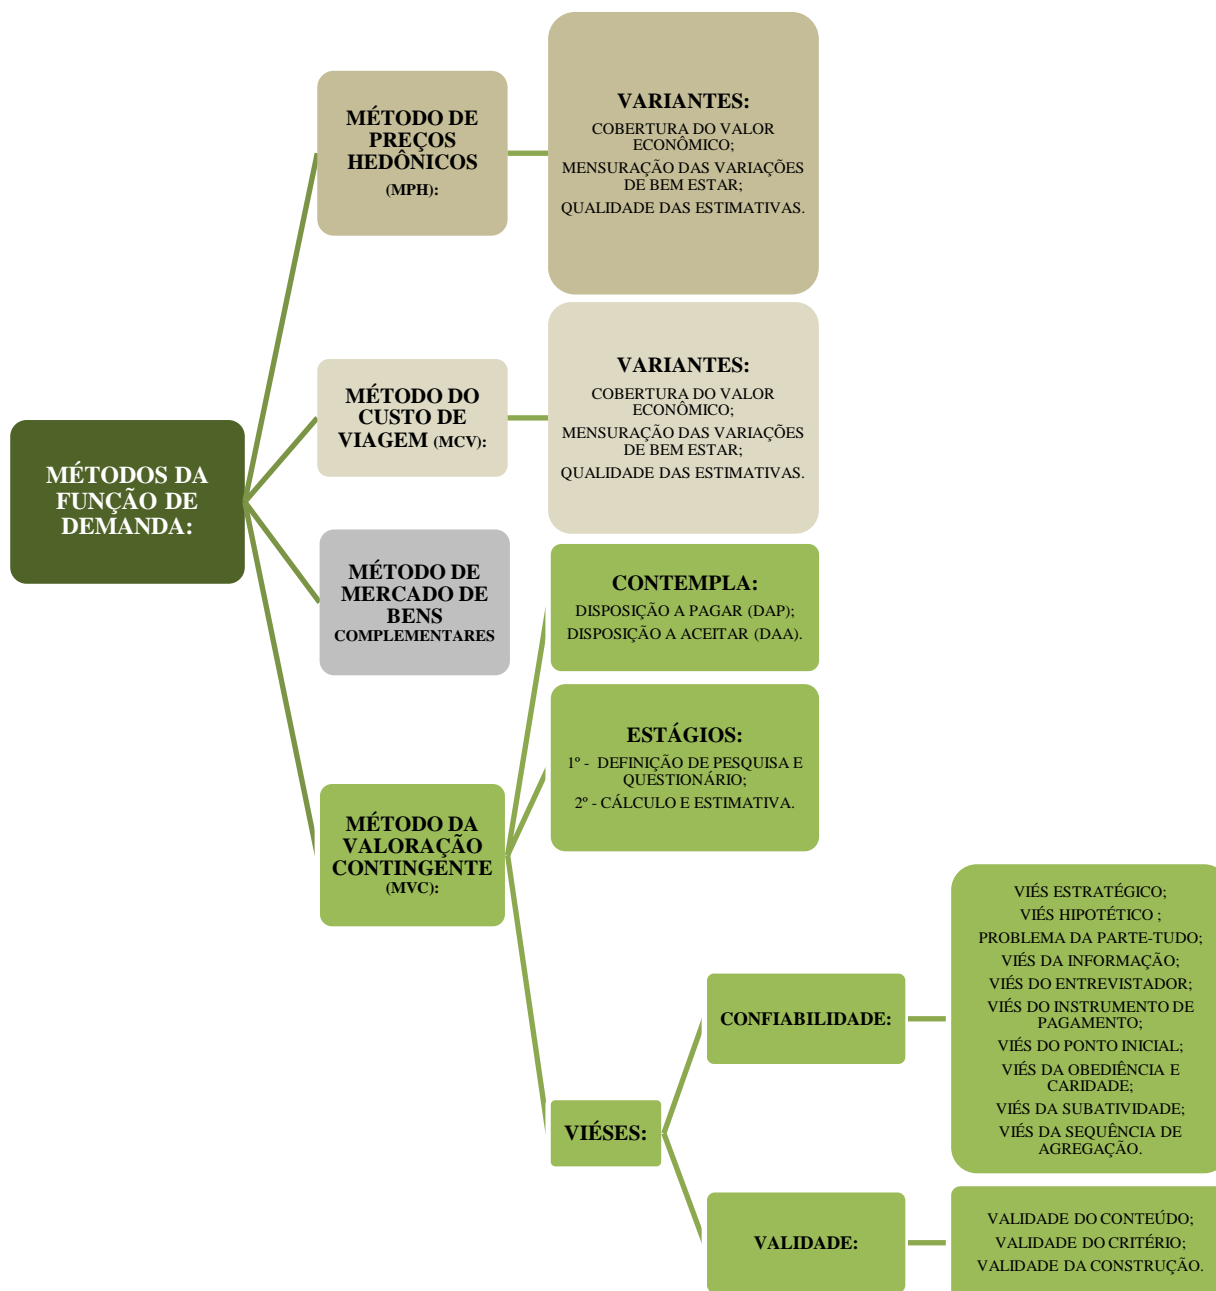 MÉTODOS DA
FUNÇÃO DE
DEMANDA:
MÉTODO DE
PREÇOS
HEDÔNICOS
(MPH):
VARIANTES:
COBERTURA DO VALOR
ECONÔMICO;
MENSURAÇÃO DAS VARIAÇÕES
DE BEM ESTAR;
QUALIDADE DAS ESTIMATIVAS.
MÉTODO DO
CUSTO DE
VIAGEM (MCV):
VARIANTES:
COBERTURA DO VALOR
ECONÔMICO;
MENSURAÇÃO DAS VARIAÇÕES
DE BEM ESTAR;
QUALIDADE DAS ESTIMATIVAS.
MÉTODO DE
MERCADO DE
BENS
COMPLEMENTARES
MÉTODO DA
VALORAÇÃO
CONTINGENTE
(MVC):
CONTEMPLA:
DISPOSIÇÃO A PAGAR (DAP);
DISPOSIÇÃO A ACEITAR (DAA).
ESTÁGIOS:
1º - DEFINIÇÃO DE PESQUISA E
QUESTIONÁRIO;
2º - CÁLCULO E ESTIMATIVA.
VIÉSES:
CONFIABILIDADE:
VIÉS ESTRATÉGICO;
VIÉS HIPOTÉTICO ;
PROBLEMA DA PARTE-TUDO;
VIÉS DA INFORMAÇÃO;
VIÉS DO ENTREVISTADOR;
VIÉS DO INSTRUMENTO DE
PAGAMENTO;
VIÉS DO PONTO INICIAL;
VIÉS DA OBEDIÊNCIA E
CARIDADE;
VIÉS DA SUBATIVIDADE;
VIÉS DA SEQUÊNCIA DE
AGREGAÇÃO.
VALIDADE:
VALIDADE DO CONTEÚDO;
VALIDADE DO CRITÉRIO;
VALIDADE DA CONSTRUÇÃO.